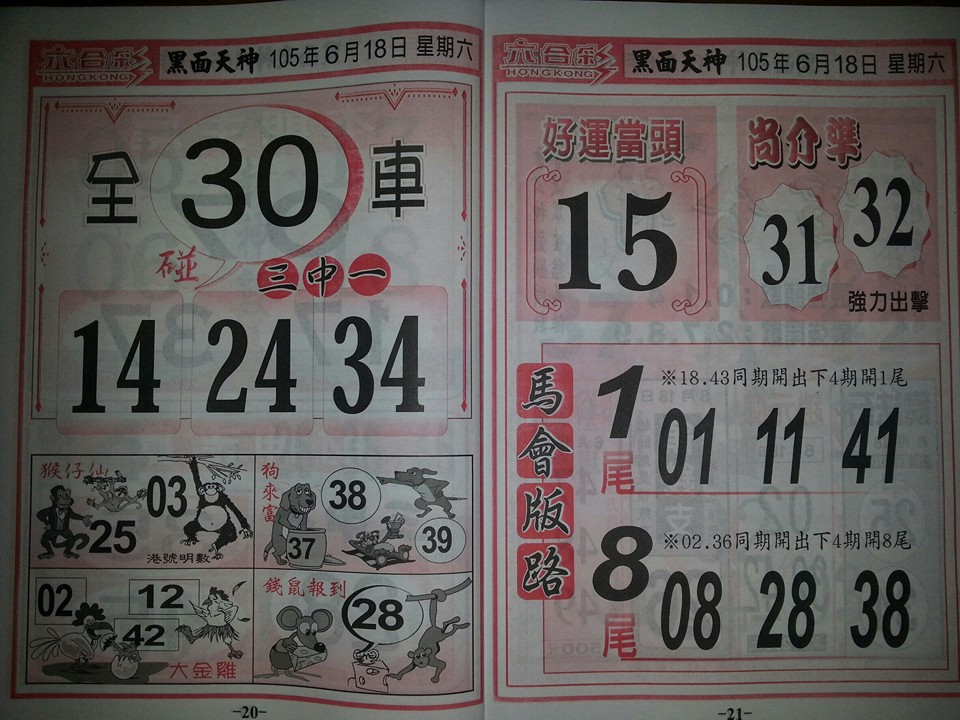 六合彩
HONGKONG
黑面天神 105年6月18日 星期六
全 30 車
碰
三中一
14 24 34
猴仔仙
03
25
港號明數
狗來富
38
37
39
02
12
42
大金雞
錢鼠報到
28
-20-
六合彩
HONGKONG
黑面天神 105年6月18日 星期六
好運當頭
15
尚介準
31 32
強力出擊
馬會版路
1尾
※18.43同期開出下4期開1尾
01 11 41
8尾
※02.36同期開出下4期開8尾
08 28 38
-21-